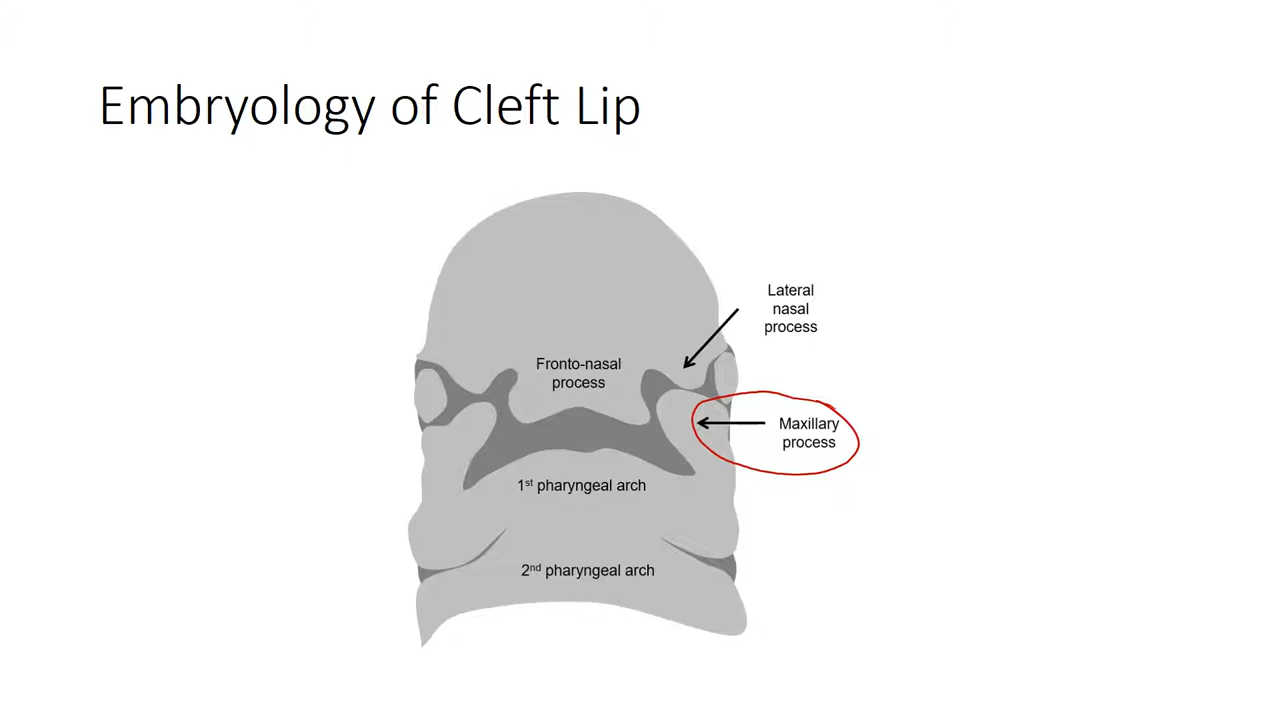 Embryology of Cleft Lip
Lateral
nasal
process
Fronto-nasal
process
Maxillary
process
1st pharyngeal arch
2nd pharyngeal arch